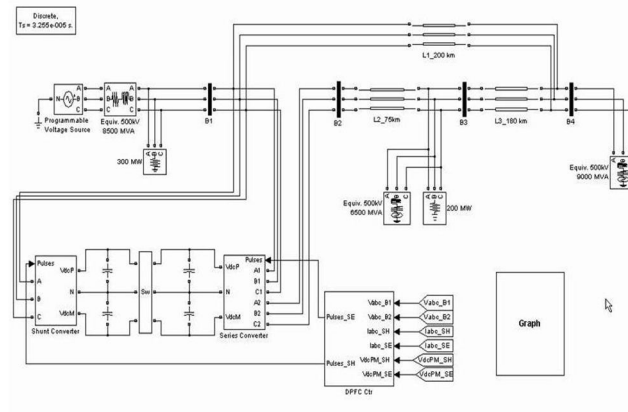 Discrete,
Ts = 3.255e-005 s.
L1_200 km
N
A
B
C
A
B
C
A
B
C
Programmable
Voltage Source
Equiv. 500kV
8500 MVA
B1
B2
L2_75km
B3
L3_180 km
B4
A B C
300 MW
A B C
Equiv. 500kV
6500 MVA
A B C
200 MW
A B C
Equiv. 500kV
9000 MVA
Pulses
A
B
C
VdcP
N
VdcM
Shunt Converter
Sw
Pulses
VdcP
N
VdcM
A1
B1
C1
A2
B2
C2
Series Converter
Pulses_SE
Pulses_SH
Vabc_B1
Vabc_B2
Iabc_SH
Iabc_SE
VdcPM_SH
VdcPM_SE
DPFC Ctr
Vabc_B1
Vabc_B2
Iabc_SH
Iabc_SE
VdcPM_SH
VdcPM_SE
Graph